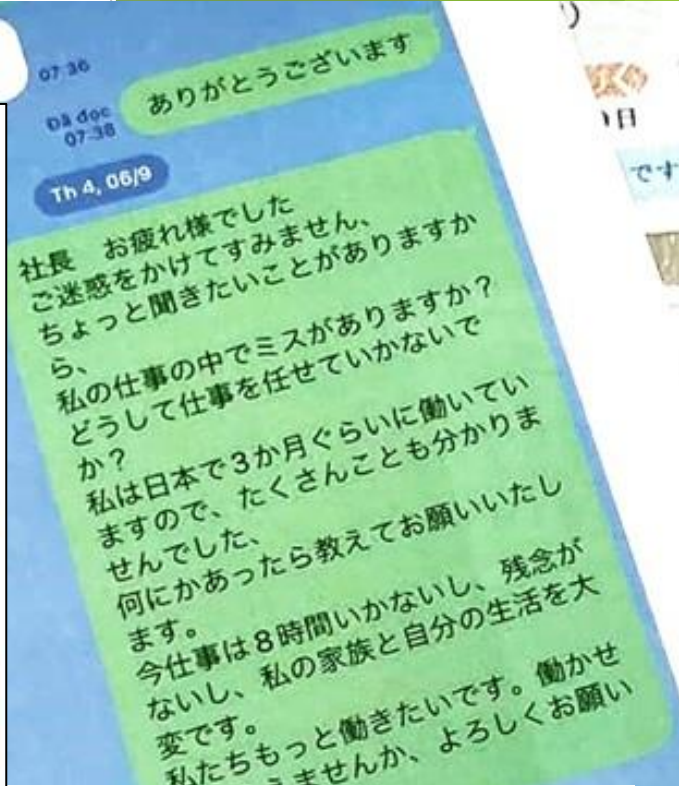 07:36
ありがとうございます
Đã đọc
07:38
Th 4, 06/9
社長　お疲れ様でした
ご迷惑をかけてすみません、
ちょっと聞きたいことがありますか
ら、
私の仕事の中でミスがありますか？
どうして仕事を任せていかないで
か？
私は日本で3か月ぐらいに働いてい
ますので、たくさんことも分かりま
せんでした、
何にかあったら教えてお願いいたし
ます。
今仕事は8時間いかないし、残念が
ないし、私の家族と自分の生活を大
変です。
私たちもっと働きたいです。働かせ
ませんか、よろしくお願い
日
です